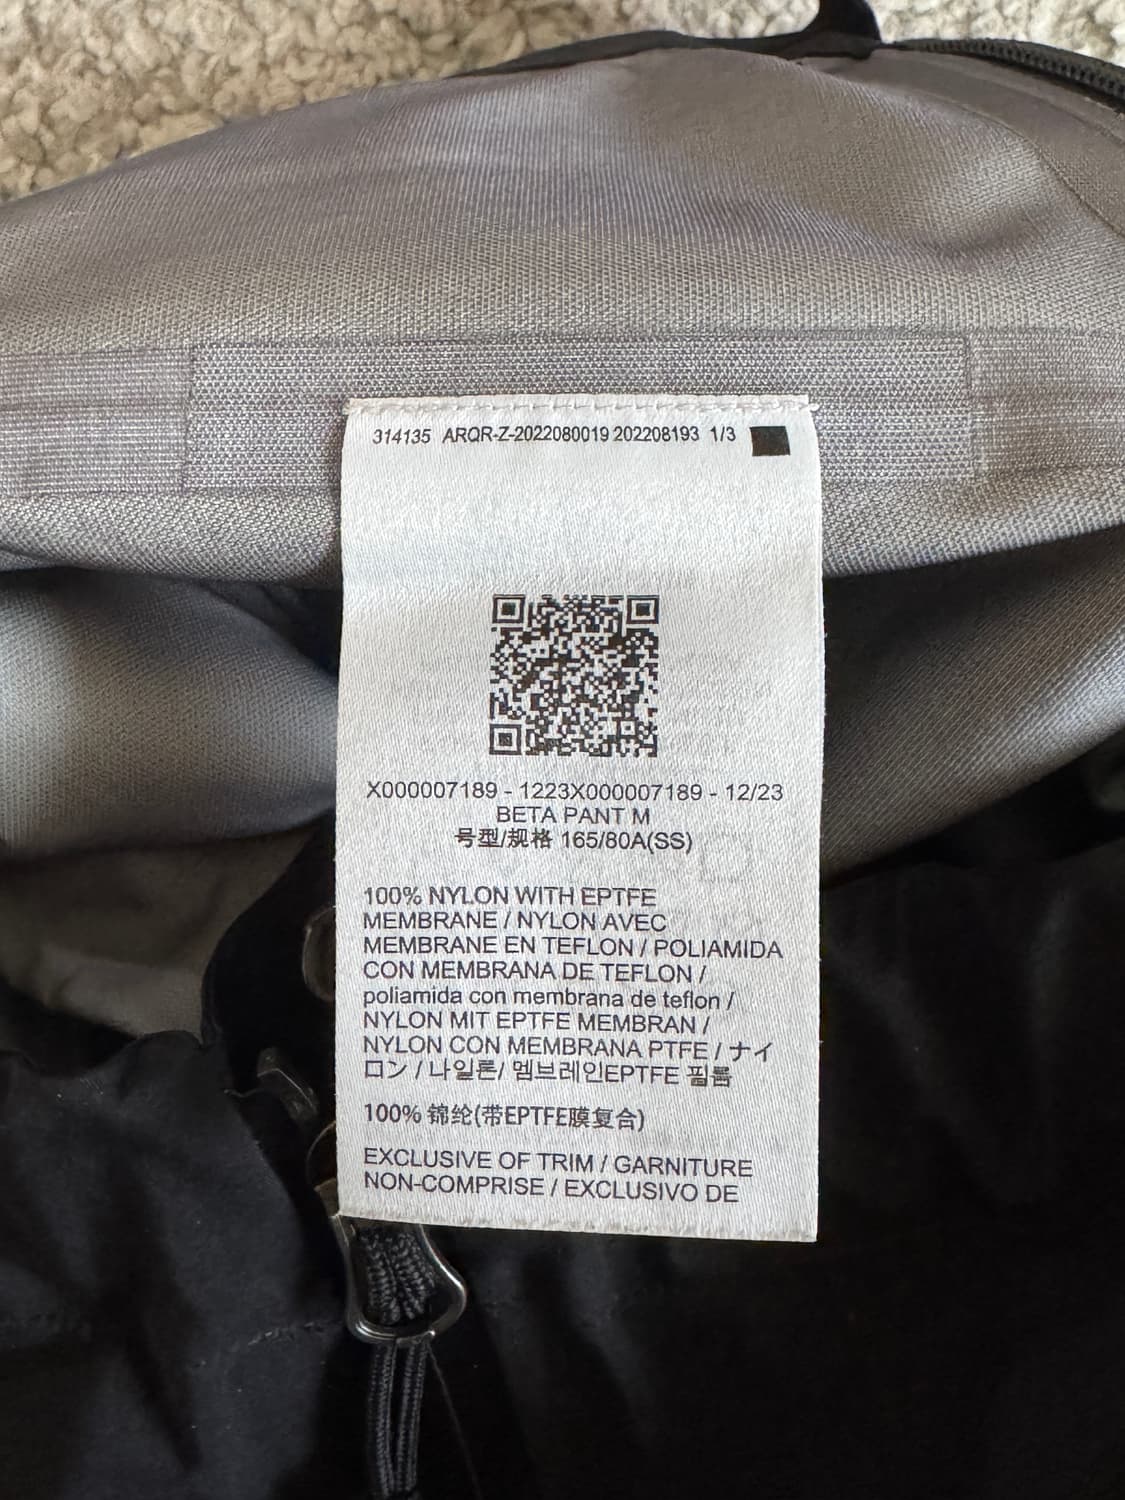 314135 ARQR-Z-2022080019 202208193 1/3
X000007189 - 1223X000007189 - 12/23
BETA PANT M
号型/规格 165/80A(SS)
100% NYLON WITH EPTFE
MEMBRANE / NYLON AVEC
MEMBRANE EN TEFLON / POLIAMIDA
CON MEMBRANA DE TEFLON /
poliamida con membrana de teflon /
NYLON MIT EPTFE MEMBRAN /
NYLON CON MEMBRANA PTFE / ナイ
ロン / 나일론/ 멤브레인EPTFE 필름
100% 锦纶(带EPTFE膜复合)
EXCLUSIVE OF TRIM / GARNITURE
NON-COMPRISE / EXCLUSIVO DE